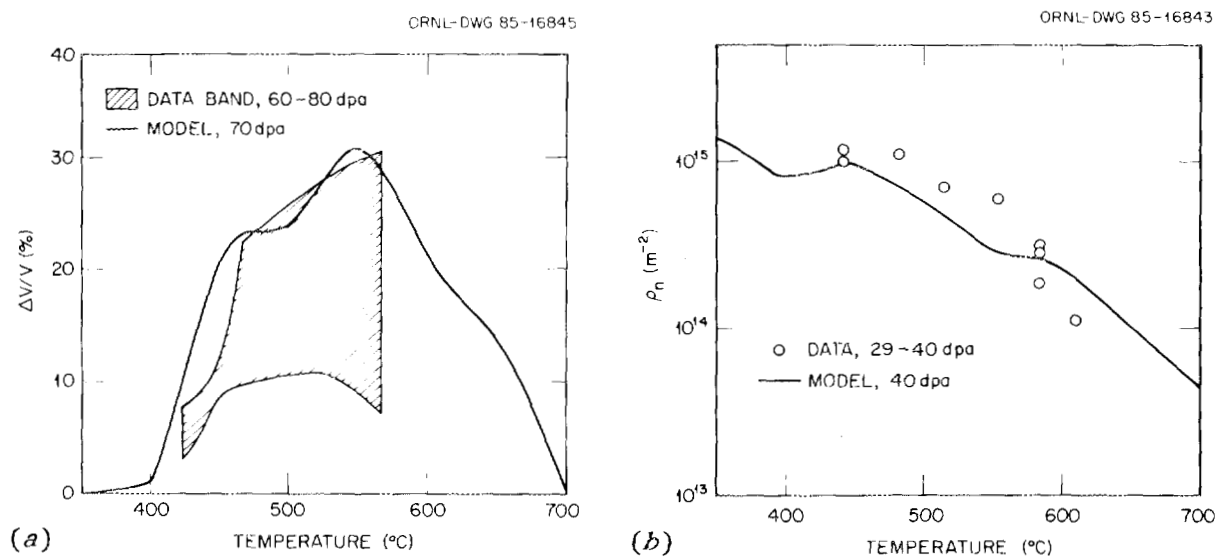 ORNL-DWG 85-16845
40
30
20
10
0
ΔV/V (%)
DATA BAND, 60-80 dpa
MODEL, 70 dpa
400
500
600
700
TEMPERATURE (°C)
(a)
ORNL-DWG 85-16843
10¹⁵
10¹⁴
10¹³
ρn (m⁻²)
DATA, 29-40 dpa
MODEL, 40 dpa
400
500
600
700
TEMPERATURE (°C)
(b)